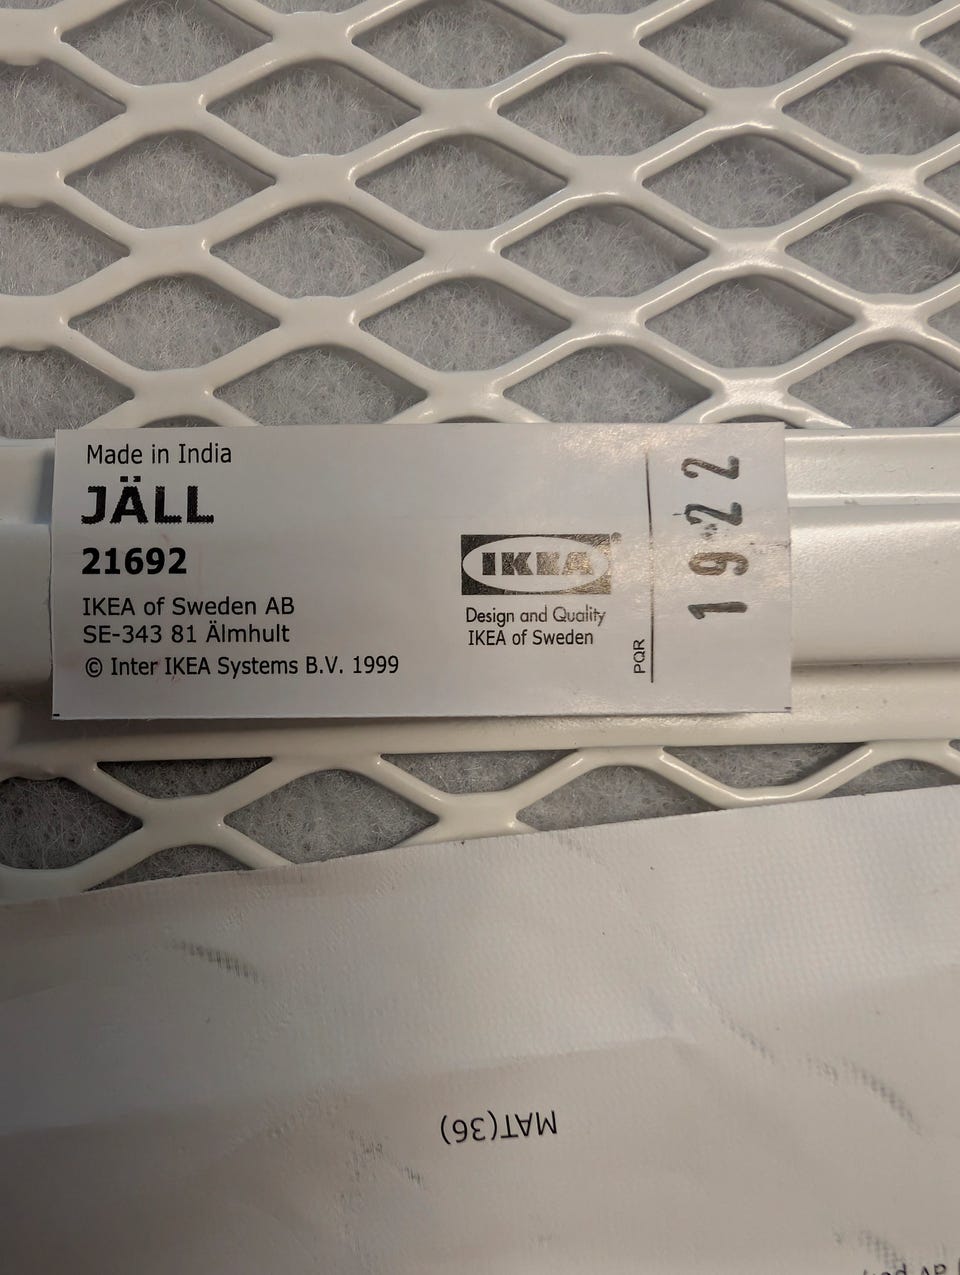 Made in India
JÄLL
21692
IKEA of Sweden AB
SE-343 81 Älmhult
© Inter IKEA Systems B.V. 1999
IKEA®
Design and Quality
IKEA of Sweden
PQR
1922
MAT(36)
av